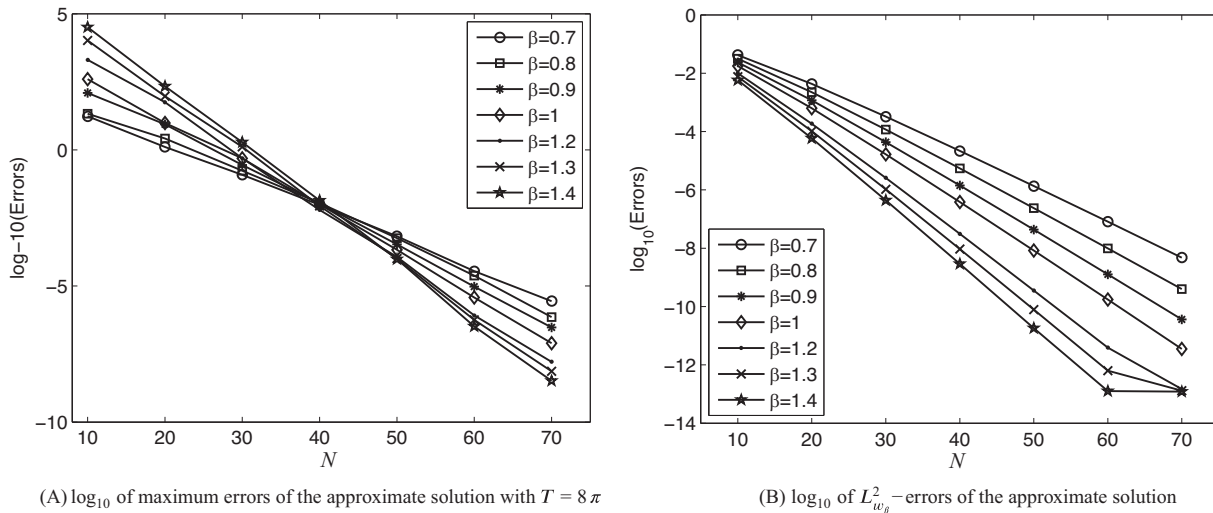 5
0
−5
−10
log−10(Errors)
10 20 30 40 50 60 70
N
β=0.7
β=0.8
β=0.9
β=1
β=1.2
β=1.3
β=1.4
(A) log₁₀ of maximum errors of the approximate solution with T = 8 π
0
−2
−4
−6
−8
−10
−12
−14
log₁₀(Errors)
10 20 30 40 50 60 70
N
β=0.7
β=0.8
β=0.9
β=1
β=1.2
β=1.3
β=1.4
(B) log₁₀ of L²_{w_β}−errors of the approximate solution